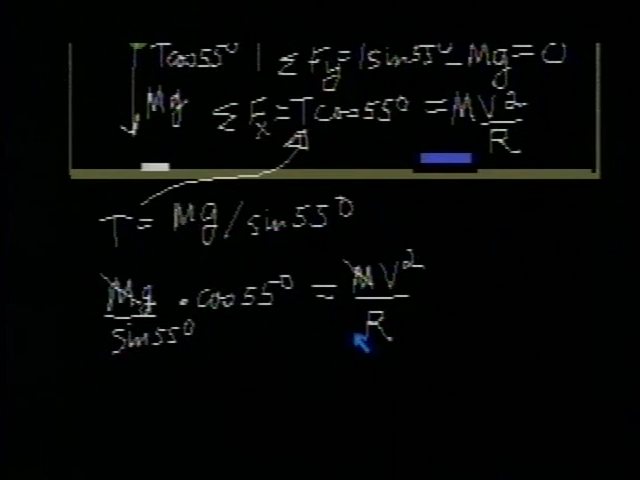 Tcos55° ΣFy=Tsin55°-Mg=0
Mg ΣFx=Tcos55°=MV²/R
T=Mg/sin55°
Mg/sin55° • cos55° = MV²/R